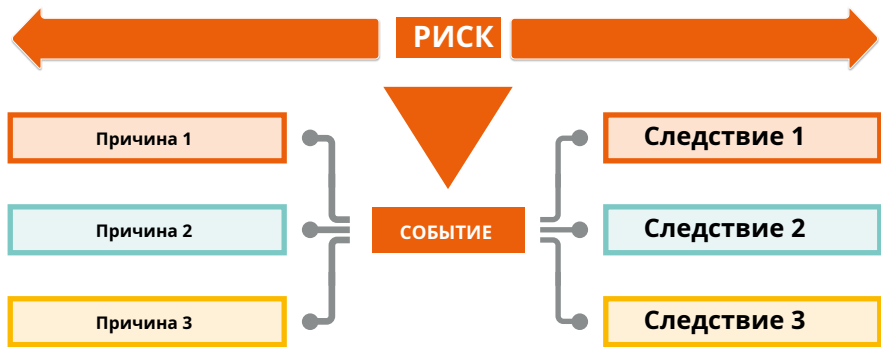 РИСК
Причина 1
Следствие 1
Причина 2
СОБЫТИЕ
Следствие 2
Причина 3
Следствие 3